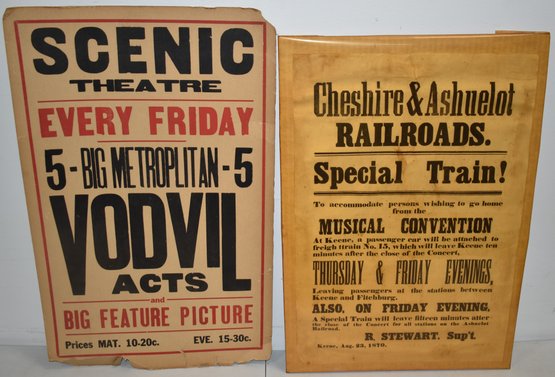 SCENIC
THEATRE
EVERY FRIDAY
5-BIG METROPLITAN-5
VODVIL
ACTS
and
BIG FEATURE PICTURE
Prices MAT. 10-20c. EVE. 15-30c.
Cheshire & Ashuelot
RAILROADS.
Special Train!
To accommodate persons wishing to go home
from the
MUSICAL CONVENTION
At Keene, a passenger car will be attached to
freigh ttrain No. 15, which will leave Keene ten
minutes after the close of the Concert,
THURSDAY & FRIDAY EVENINGS,
Leaving passengers at the stations between
Keene and Fitchburg.
ALSO, ON FRIDAY EVENING,
A Special Train will leave fifteen minutes after
the close of the Concert for all stations on the Ashuelot
Railroad.
R. STEWART, Sup't.
Keene, Aug. 23, 1870.